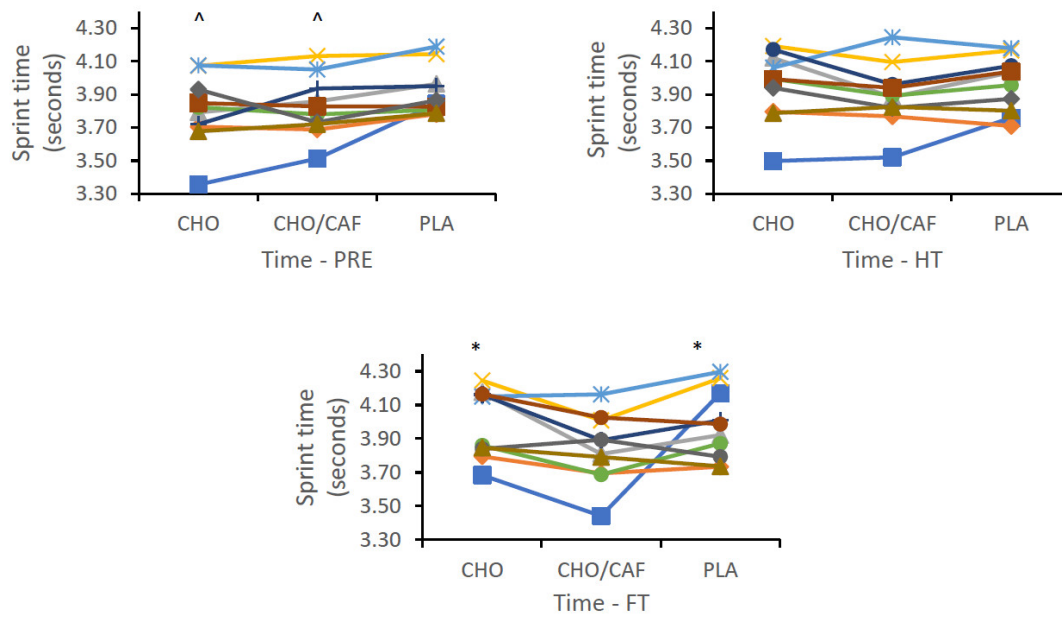 ^ ^
Sprint time
(seconds)
4.30
4.10
3.90
3.70
3.50
3.30
CHO CHO/CAF PLA
Time - PRE
Sprint time
(seconds)
4.30
4.10
3.90
3.70
3.50
3.30
CHO CHO/CAF PLA
Time - HT
* *
Sprint time
(seconds)
4.30
4.10
3.90
3.70
3.50
3.30
CHO CHO/CAF PLA
Time - FT